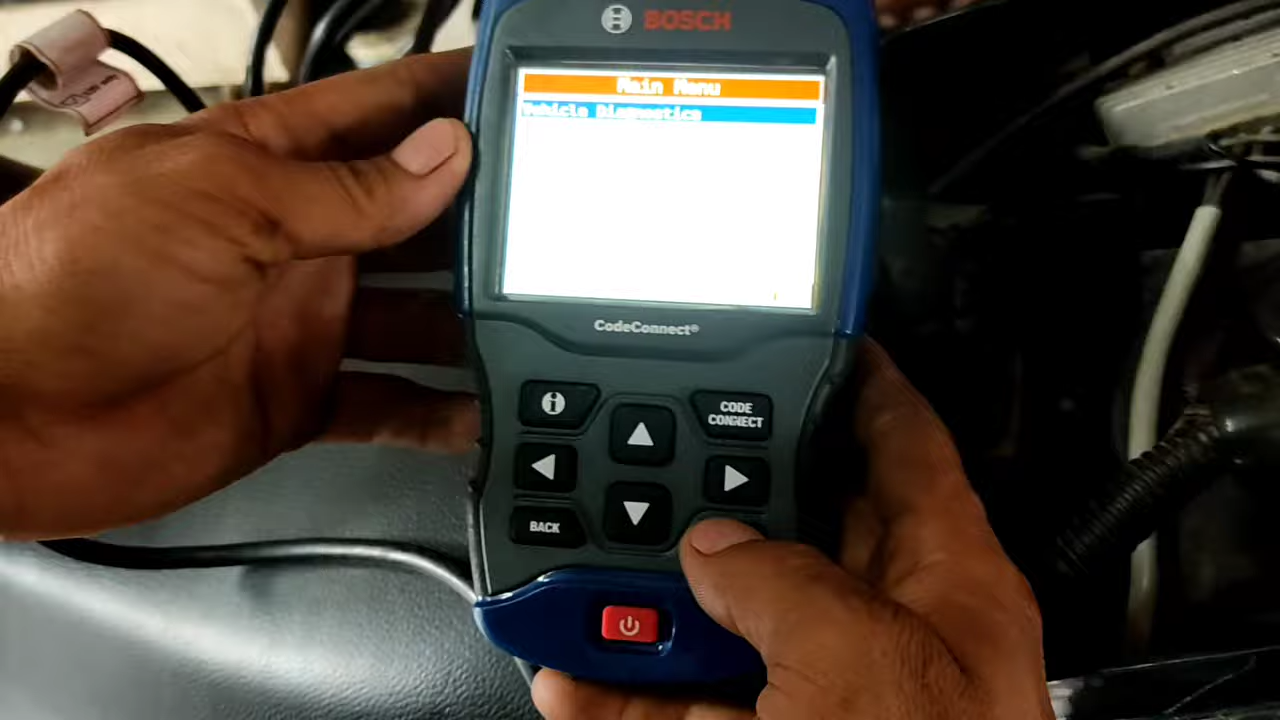 BOSCH
Main Menu
Vehicle Diagnostics
CodeConnect®
CODE
CONNECT
BACK